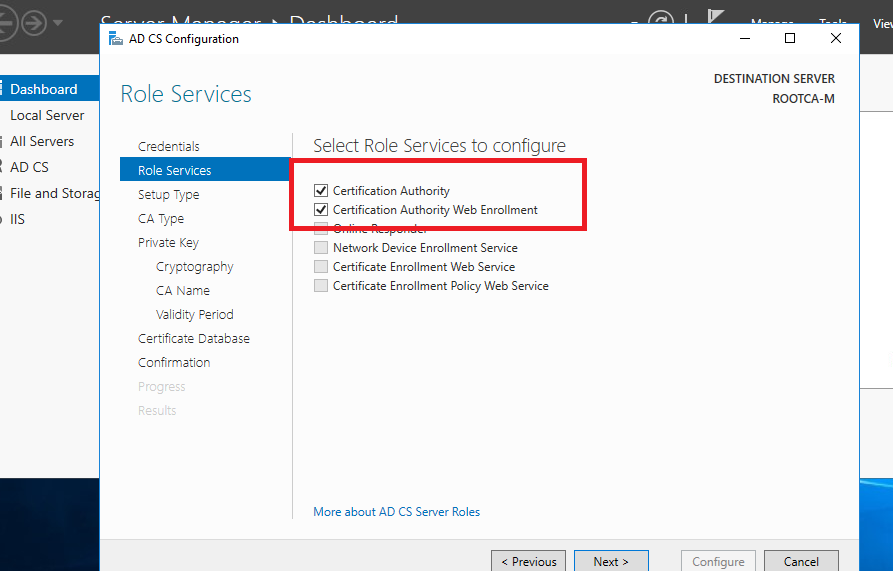 Server Manager • Dashboard
Manage Tools View
AD CS Configuration
Dashboard
Local Server
All Servers
AD CS
File and Storag
IIS
Role Services
DESTINATION SERVER
ROOTCA-M
Credentials
Role Services
Setup Type
CA Type
Private Key
Cryptography
CA Name
Validity Period
Certificate Database
Confirmation
Progress
Results
Select Role Services to configure
Certification Authority
Certification Authority Web Enrollment
Online Responder
Network Device Enrollment Service
Certificate Enrollment Web Service
Certificate Enrollment Policy Web Service
More about AD CS Server Roles
< Previous
Next >
Configure
Cancel